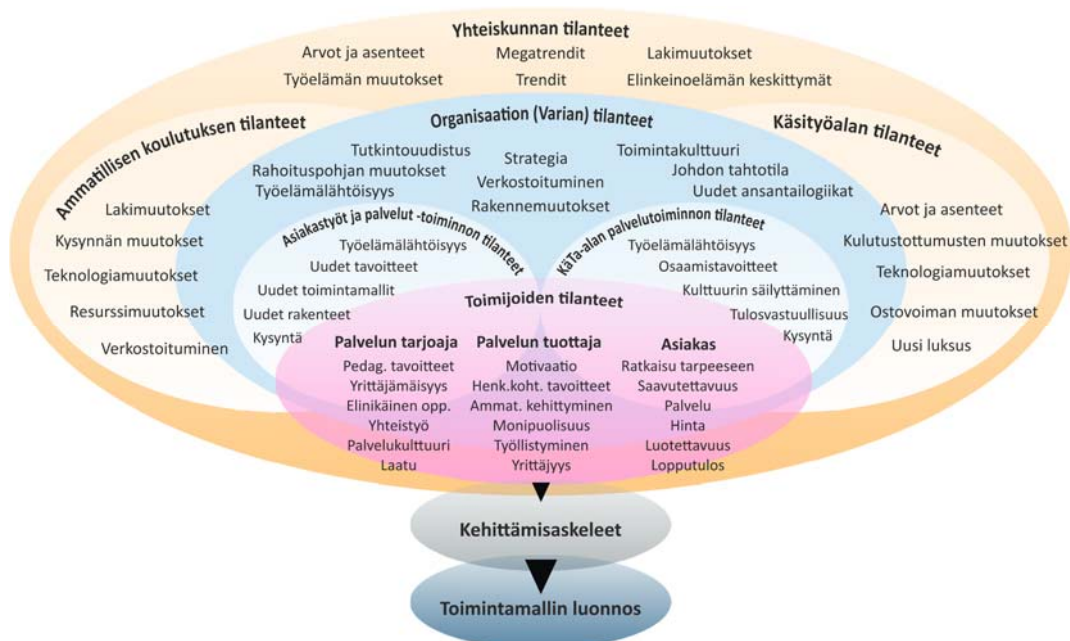 Yhteiskunnan tilanteet
Arvot ja asenteet
Megatrendit
Lakimuutokset
Työelämän muutokset
Trendit
Elinkeinoelämän keskittymät
Ammatillisen koulutuksen tilanteet
Lakimuutokset
Kysynnän muutokset
Teknologiamuutokset
Resurssimuutokset
Verkostoituminen
Organisaation (Varian) tilanteet
Tutkintouudistus
Rahoituspohjan muutokset
Työelämälähtöisyys
Strategia
Verkostoituminen
Rakennemuutokset
Toimintakulttuuri
Johdon tahtotila
Uudet ansantailogiikat
Käsityöalan tilanteet
Arvot ja asenteet
Kulutustottumusten muutokset
Teknologiamuutokset
Ostovoiman muutokset
Uusi luksus
Asiakastyöt ja palvelut -toiminnon tilanteet
Työelämälähtöisyys
Uudet tavoitteet
Uudet toimintamallit
Uudet rakenteet
Kysyntä
KäTa-alan palvelutoiminnon tilanteet
Työelämälähtöisyys
Osaamistavoitteet
Kulttuurin säilyttäminen
Tulosvastuullisuus
Kysyntä
Toimijoiden tilanteet
Palvelun tarjoaja
Pedag. tavoitteet
Yrittäjämäisyys
Elinikäinen opp.
Yhteistyö
Palvelukulttuuri
Laatu
Palvelun tuottaja
Motivaatio
Henk.koht. tavoitteet
Ammat. kehittyminen
Monipuolisuus
Työllistyminen
Yrittäjyys
Asiakas
Ratkaisu tarpeeseen
Saavutettavuus
Palvelu
Hinta
Luotettavuus
Lopputulos
Kehittämisaskeleet
Toimintamallin luonnos